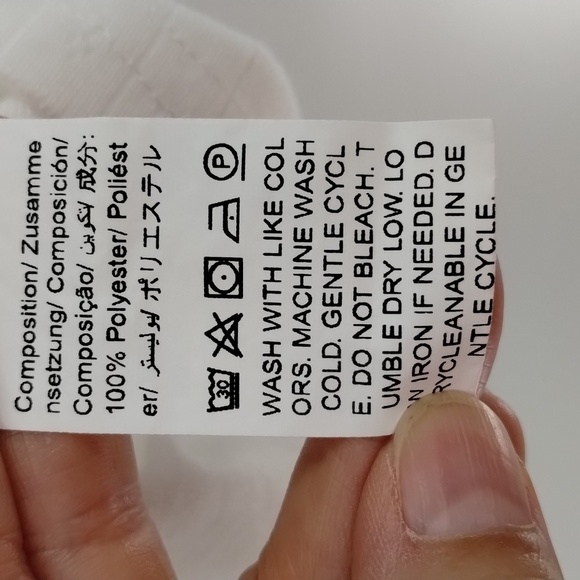 Composition/ Zusamme
nsetzung/ Composición/
Composição/ تكوين/ 成分:
100% Polyester/ Poliést
er/ بوليستر/ ポリエステル
30 P
WASH WITH LIKE COL
ORS. MACHINE WASH
COLD. GENTLE CYCL
E. DO NOT BLEACH. T
UMBLE DRY LOW. LO
W IRON IF NEEDED. D
RYCLEANABLE IN GE
NTLE CYCLE.